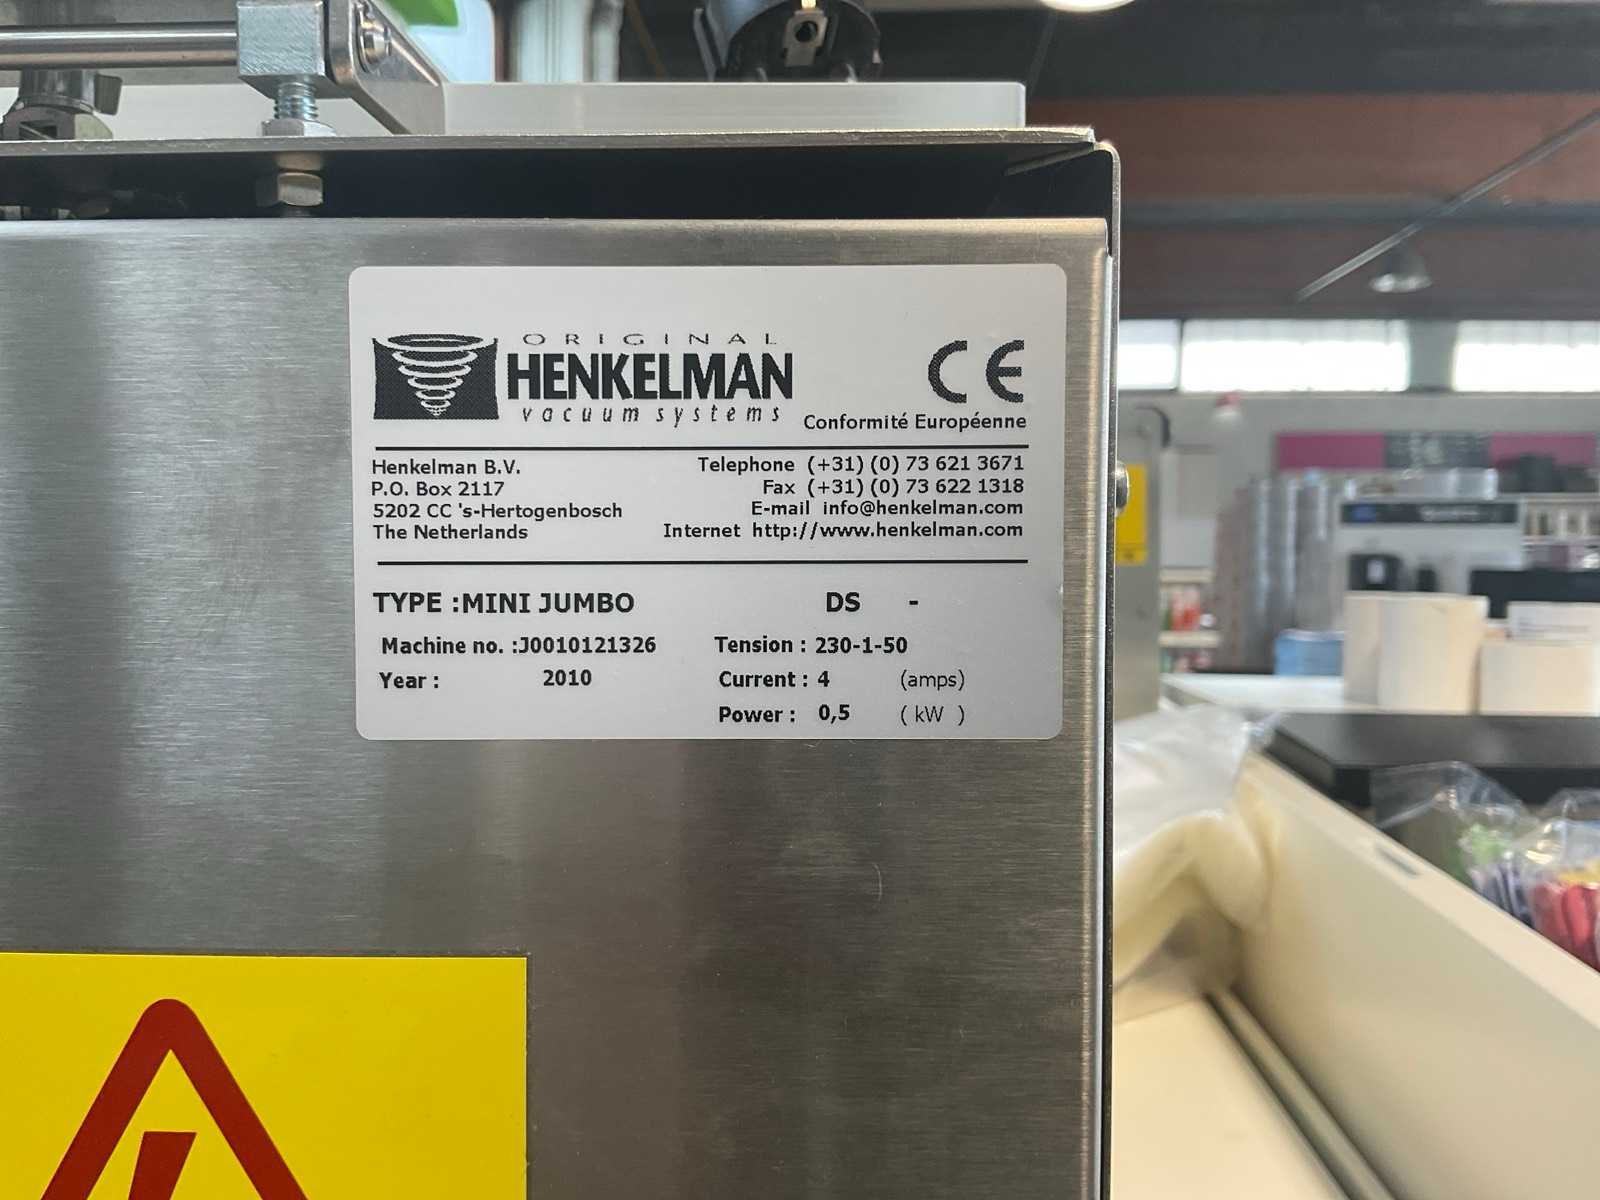 ORIGINAL
HENKELMAN
vacuum systems
CE
Conformité Européenne
Henkelman B.V.
P.O. Box 2117
5202 CC 's-Hertogenbosch
The Netherlands
Telephone (+31) (0) 73 621 3671
Fax (+31) (0) 73 622 1318
E-mail info@henkelman.com
Internet http://www.henkelman.com
TYPE :MINI JUMBO DS -
Machine no. :J0010121326 Tension : 230-1-50
Year : 2010 Current : 4 (amps)
Power : 0,5 ( kW )